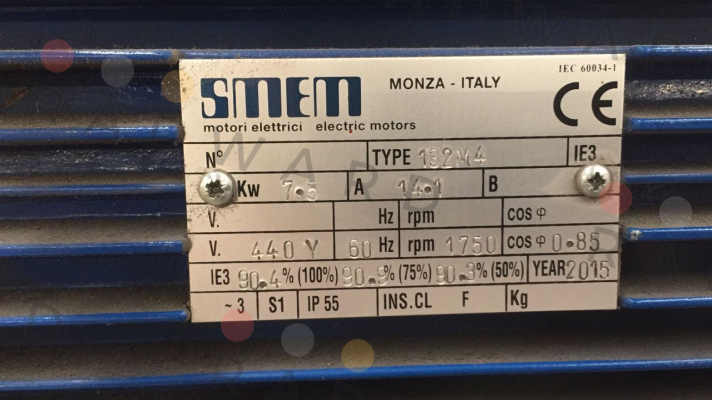 SMEM MONZA - ITALY IEC 60034-1
motori elettrici electric motors CE
N° TYPE 132M4 IE3
Kw 7.5 A 14.1 B
V. Hz rpm cos φ
V. 440 Y 60 Hz rpm 1750 cos φ 0.85
IE3 90.4% (100%) 90.9% (75%) 90.3% (50%) YEAR 2015
~ 3 S1 IP 55 INS.CL F Kg